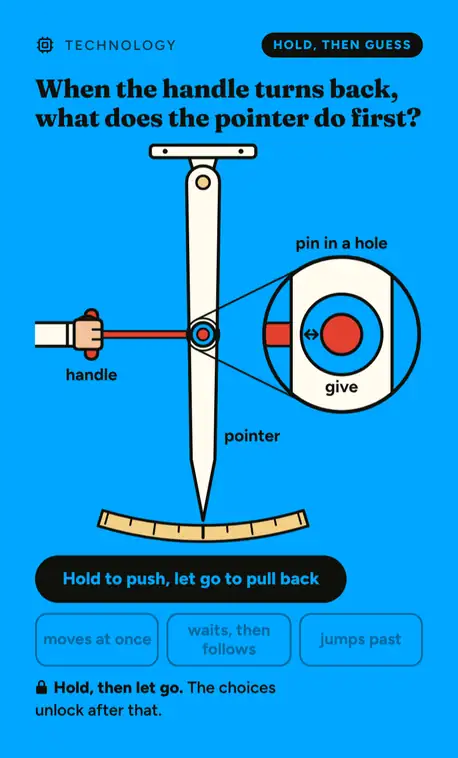 TECHNOLOGY
HOLD, THEN GUESS
When the handle turns back,
what does the pointer do first?
pin in a hole
handle
give
pointer
Hold to push, let go to pull back
moves at once
waits, then
follows
jumps past
Hold, then let go. The choices
unlock after that.